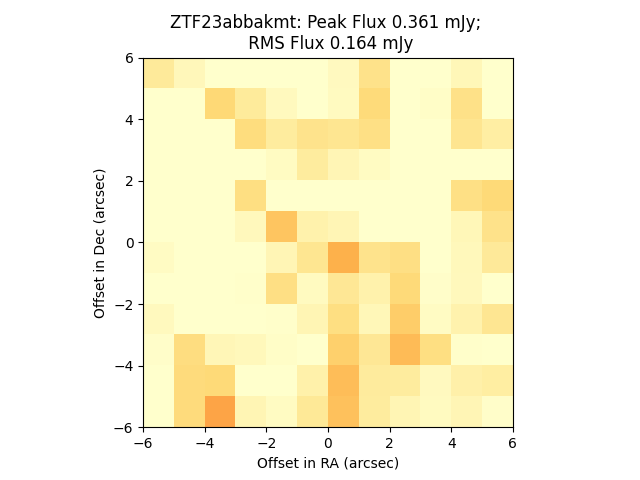 ZTF23abbakmt: Peak Flux 0.361 mJy;
RMS Flux 0.164 mJy
6
4
2
0
−2
−4
−6
Offset in Dec (arcsec)
−6 −4 −2 0 2 4 6
Offset in RA (arcsec)